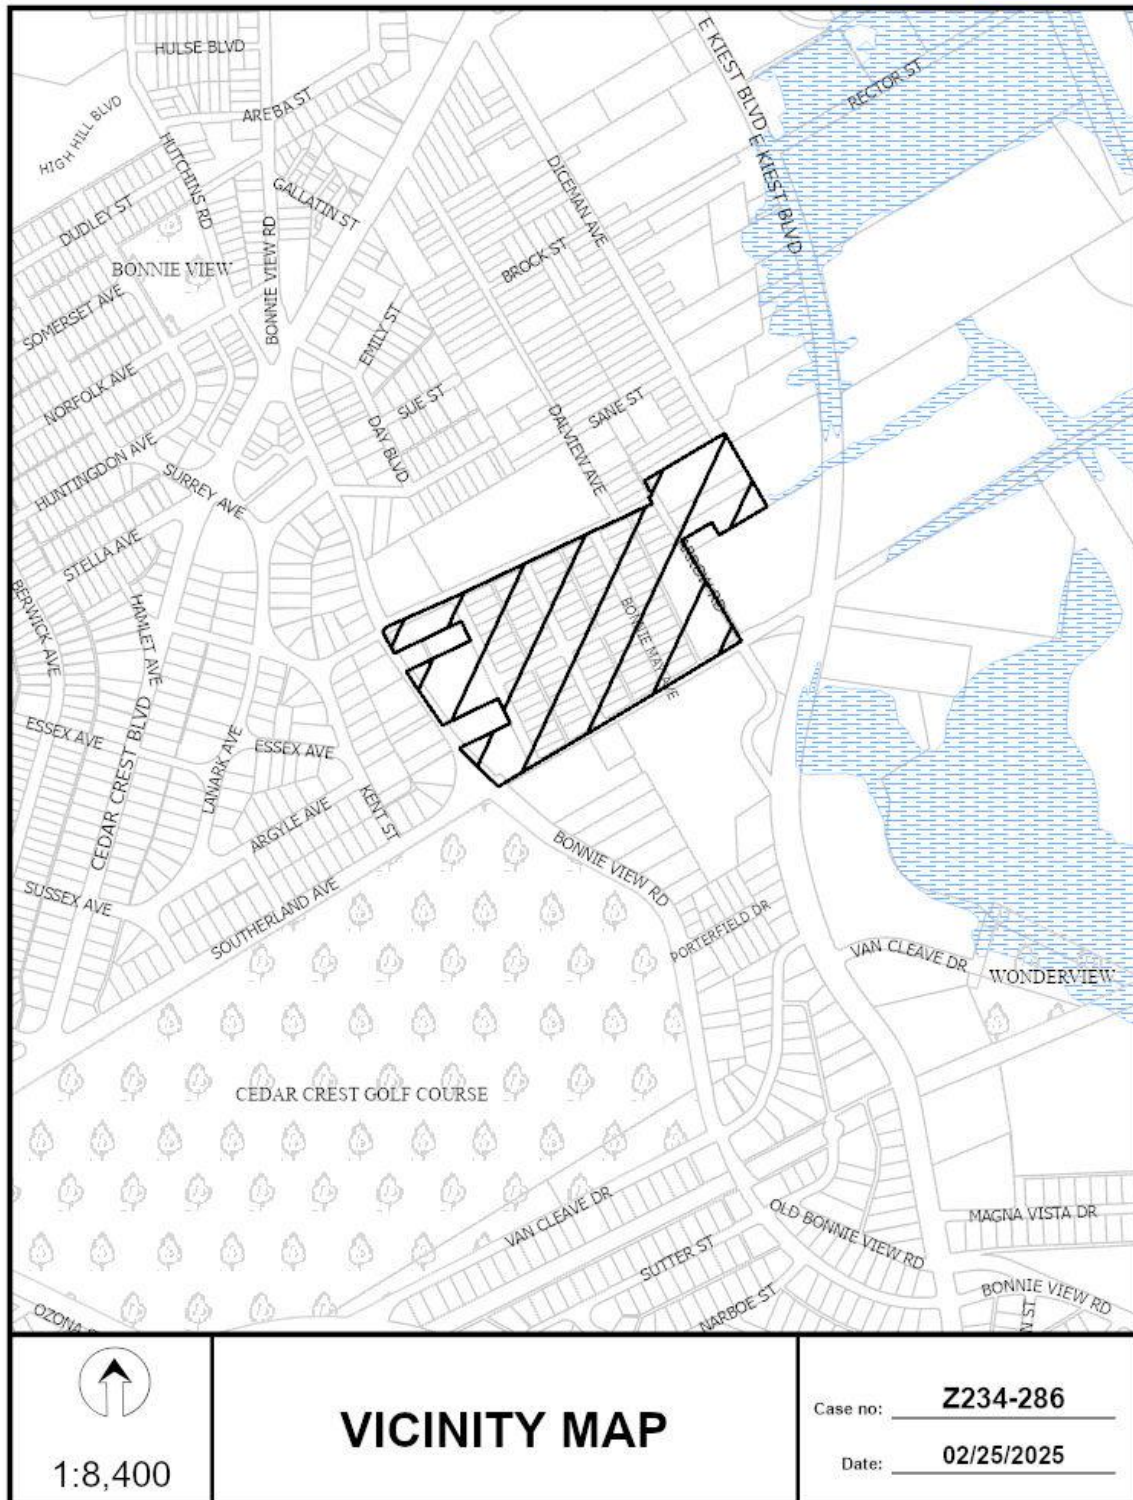 HULSE BLVD
E KIEST BLVD
E KIEST BLVD
RECTOR ST
HIGH HILL BLVD
AREBA ST
HUTCHINS RD
DICEMAN AVE
GALLATIN ST
DUDLEY ST
BONNIE VIEW RD
BROCK ST
BONNIE VIEW
SOMERSET AVE
EMILY ST
NORFOLK AVE
SUE ST
SANE ST
DALVIEW AVE
DAY BLVD
HUNTINGDON AVE
SURREY AVE
STELLA AVE
BERWICK AVE
HAMLET AVE
BONNIE MAY AVE
ESSEX AVE
CEDAR CREST BLVD
LANARK AVE
ESSEX AVE
ARGYLE AVE
KENT ST
BONNIE VIEW RD
SUSSEX AVE
SOUTHERLAND AVE
PORTERFIELD DR
VAN CLEAVE DR
WONDERVIEW
CEDAR CREST GOLF COURSE
VAN CLEAVE DR
OLD BONNIE VIEW RD
MAGNA VISTA DR
SUTTER ST
BONNIE VIEW RD
NARBOE ST
N ST
OZONA
1:8,400
VICINITY MAP
Case no: Z234-286
Date: 02/25/2025